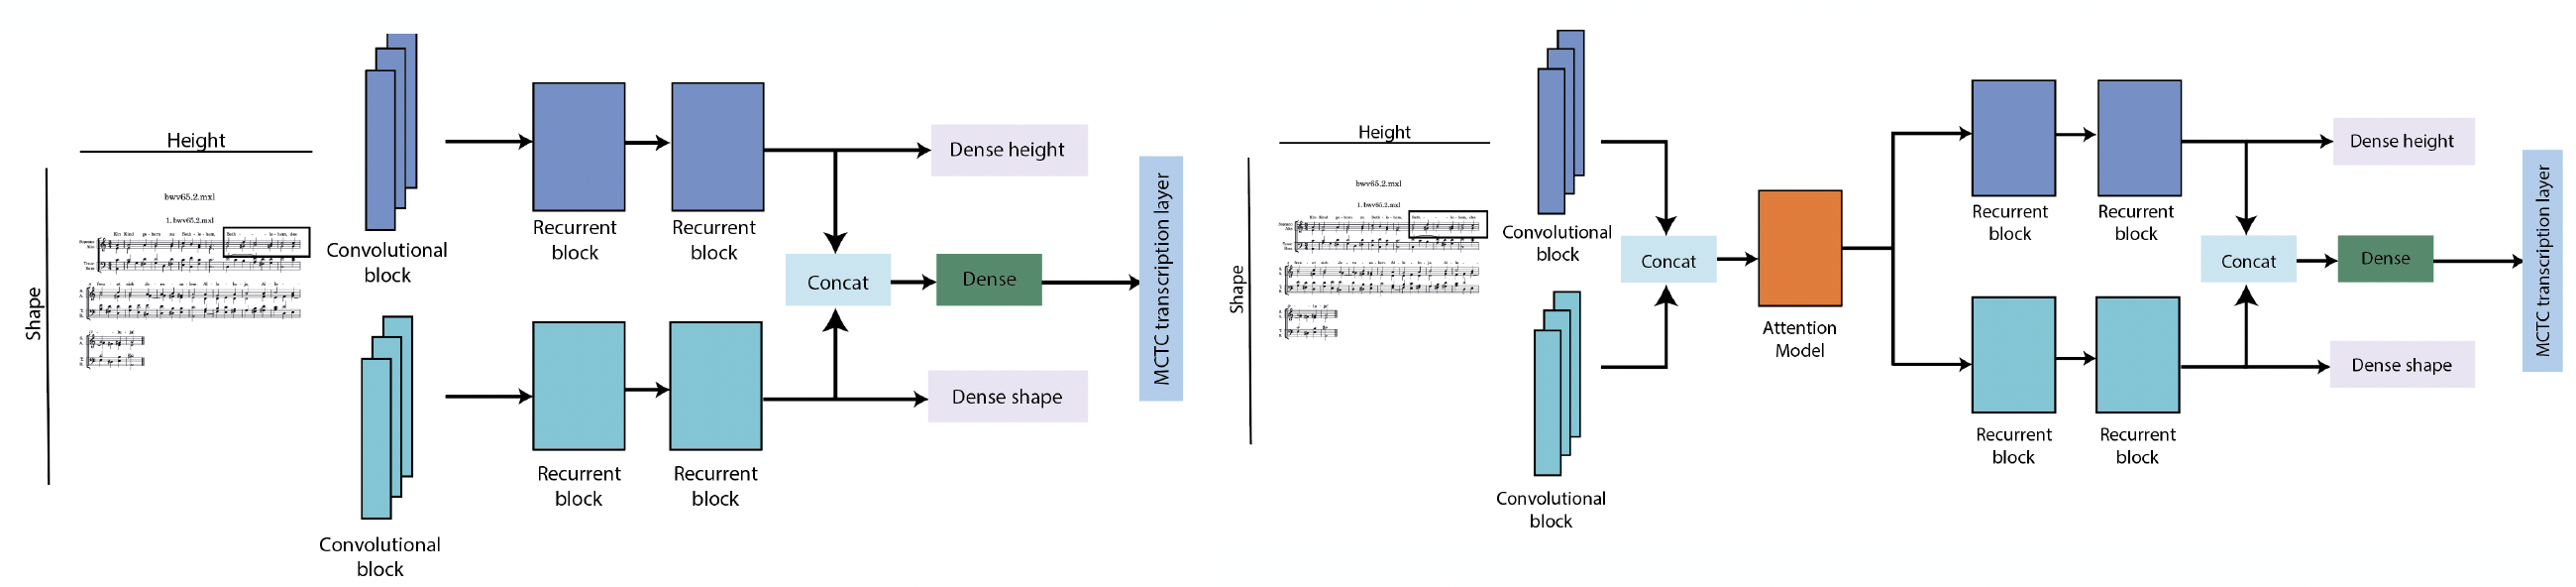 Height
Shape
bwv65.2.mxl
1. bwv65.2.mxl
Convolutional
block
Convolutional
block
Recurrent
block
Recurrent
block
Recurrent
block
Recurrent
block
Concat
Dense height
Dense
Dense shape
MCTC transcription layer
Height
Shape
bwv65.2.mxl
1. bwv65.2.mxl
Convolutional
block
Convolutional
block
Concat
Attention
Model
Recurrent
block
Recurrent
block
Recurrent
block
Recurrent
block
Concat
Dense height
Dense
Dense shape
MCTC transcription layer